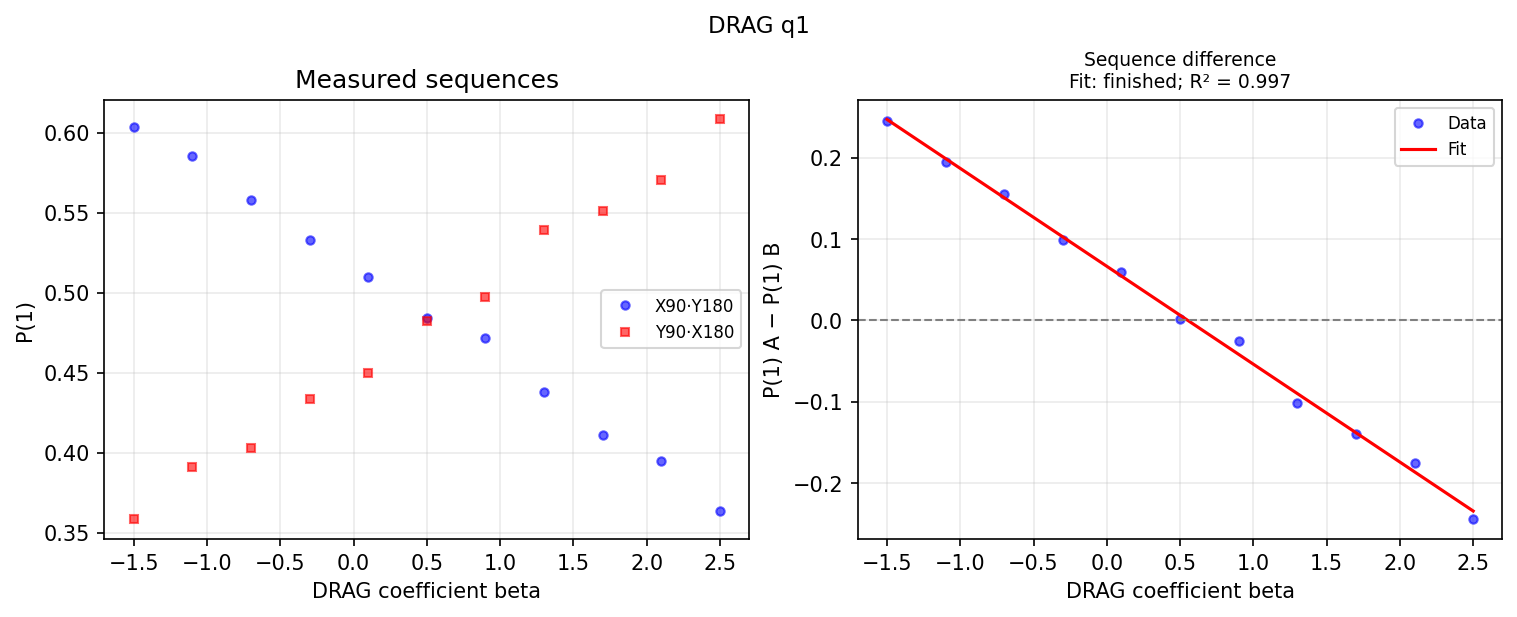 DRAG q1
Measured sequences
P(1)
0.60
0.55
0.50
0.45
0.40
0.35
X90·Y180
Y90·X180
−1.5 −1.0 −0.5 0.0 0.5 1.0 1.5 2.0 2.5
DRAG coefficient beta
Sequence difference
Fit: finished; R² = 0.997
P(1) A − P(1) B
0.2
0.1
0.0
−0.1
−0.2
Data
Fit
−1.5 −1.0 −0.5 0.0 0.5 1.0 1.5 2.0 2.5
DRAG coefficient beta